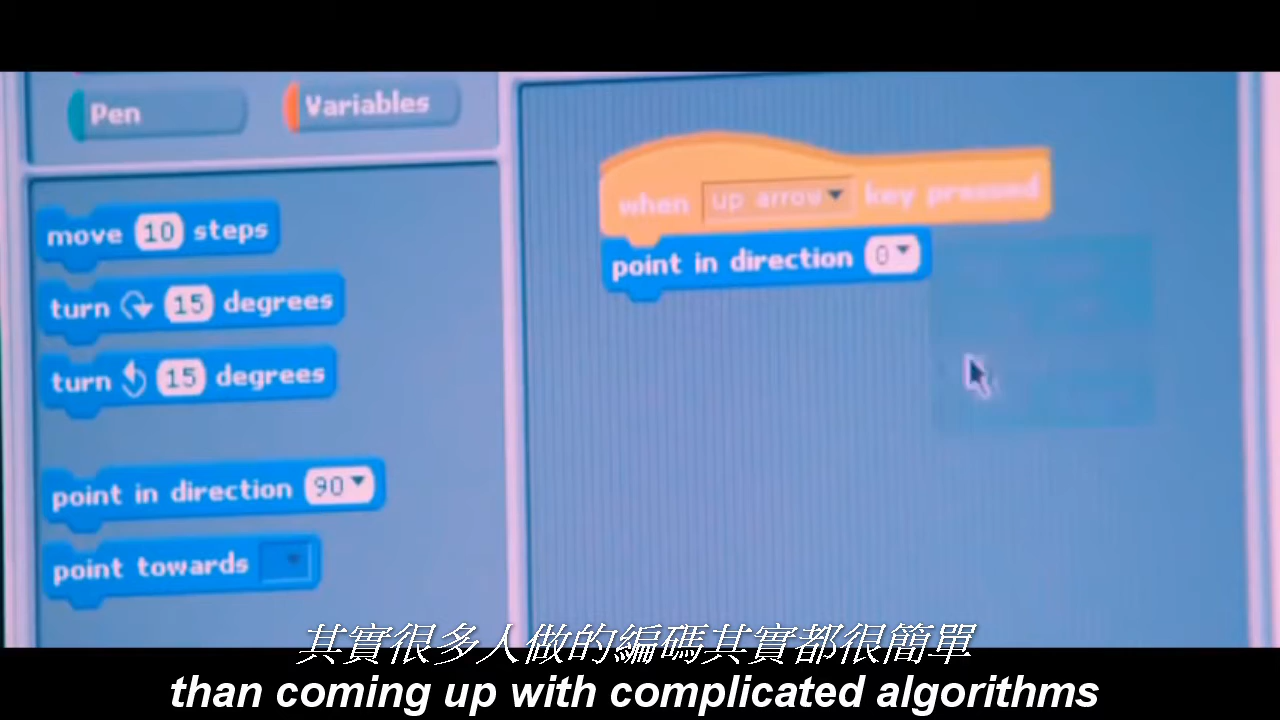 Pen
Variables
when up arrow key pressed
move 10 steps
point in direction 0
turn 15 degrees
turn 15 degrees
point in direction 90
point towards
其實很多人做的編碼其實都很簡單
than coming up with complicated algorithms